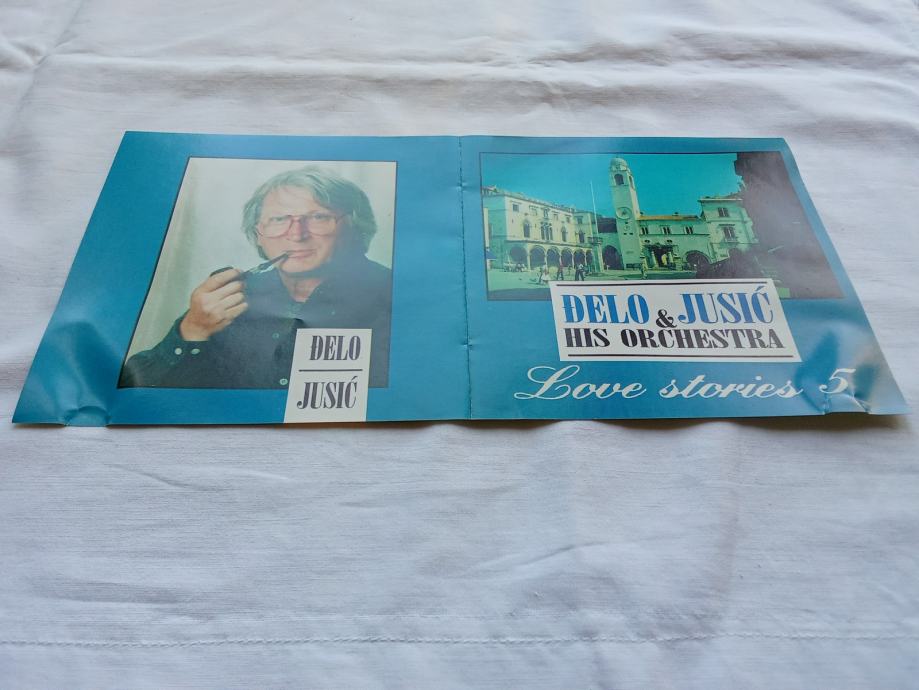 ĐELO
JUSIĆ
ĐELO & JUSIĆ
HIS ORCHESTRA
Love stories 5